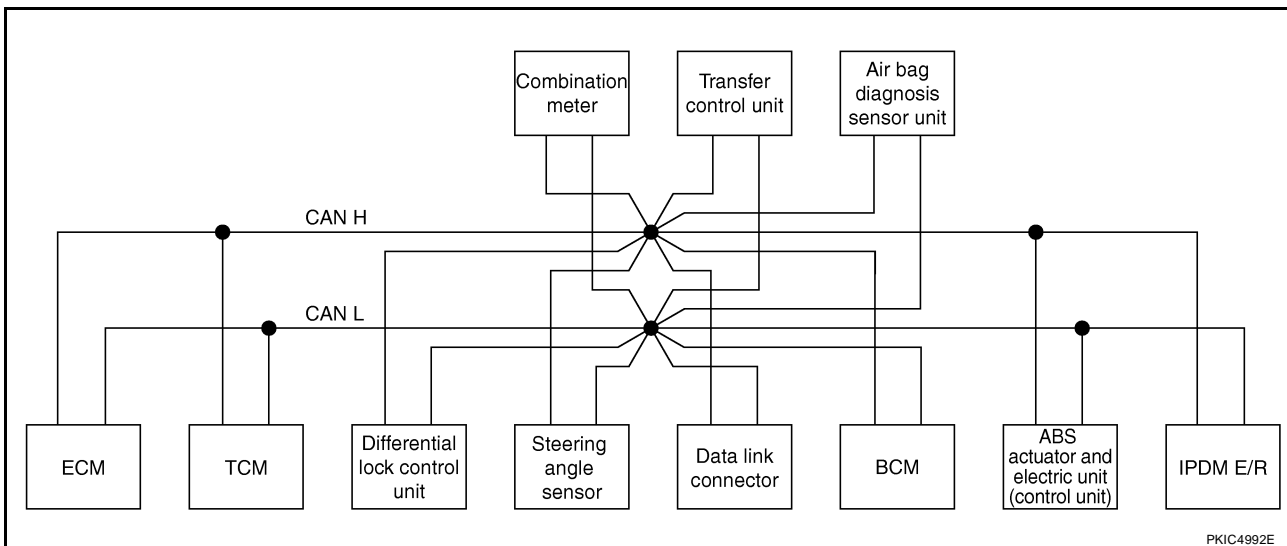 Combination
meter
Transfer
control unit
Air bag
diagnosis
sensor unit
CAN H
CAN L
ECM
TCM
Differential
lock control
unit
Steering
angle
sensor
Data link
connector
BCM
ABS
actuator and
electric unit
(control unit)
IPDM E/R
PKIC4992E